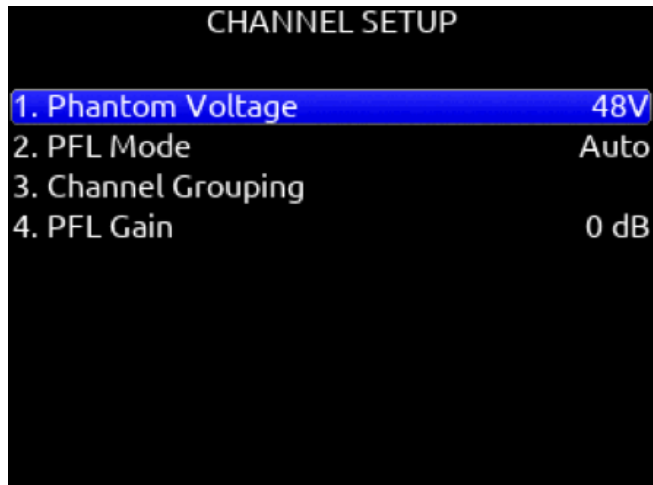 CHANNEL SETUP
1. Phantom Voltage 48V
2. PFL Mode Auto
3. Channel Grouping
4. PFL Gain 0 dB